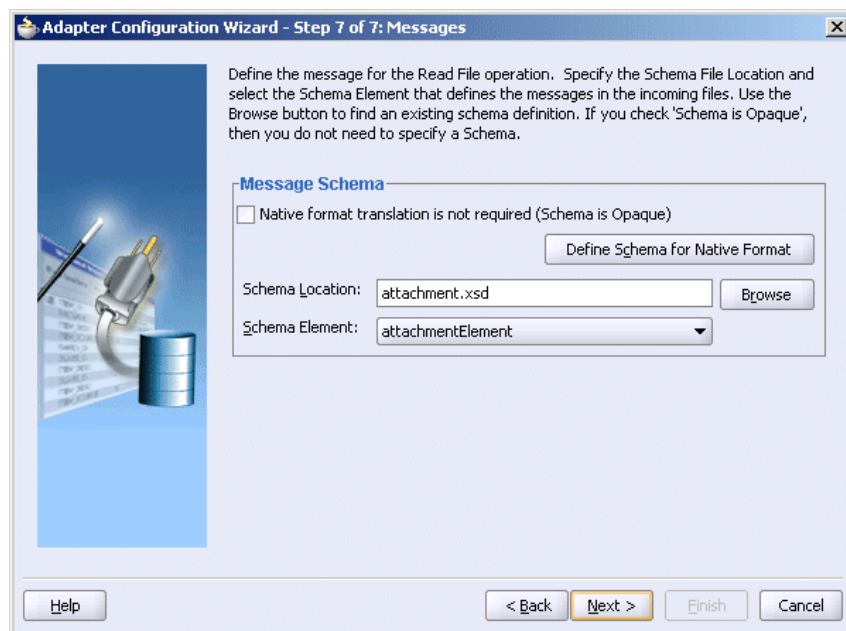 Adapter Configuration Wizard - Step 7 of 7: Messages
Define the message for the Read File operation.  Specify the Schema File Location and
select the Schema Element that defines the messages in the incoming files. Use the
Browse button to find an existing schema definition. If you check 'Schema is Opaque',
then you do not need to specify a Schema.
Message Schema
Native format translation is not required (Schema is Opaque)
Define Schema for Native Format
Schema Location: attachment.xsd Browse
Schema Element: attachmentElement
Help < Back Next > Finish Cancel